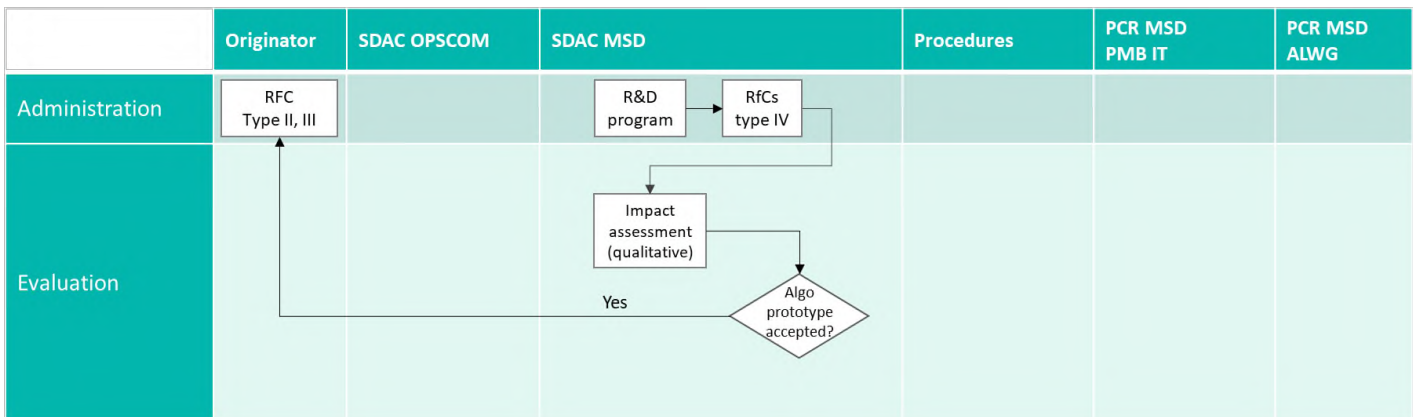 Originator
SDAC OPSCOM
SDAC MSD
Procedures
PCR MSD
PMB IT
PCR MSD
ALWG
Administration
RFC
Type II, III
R&D
program
RfCs
type IV
Evaluation
Impact
assessment
(qualitative)
Yes
Algo
prototype
accepted?